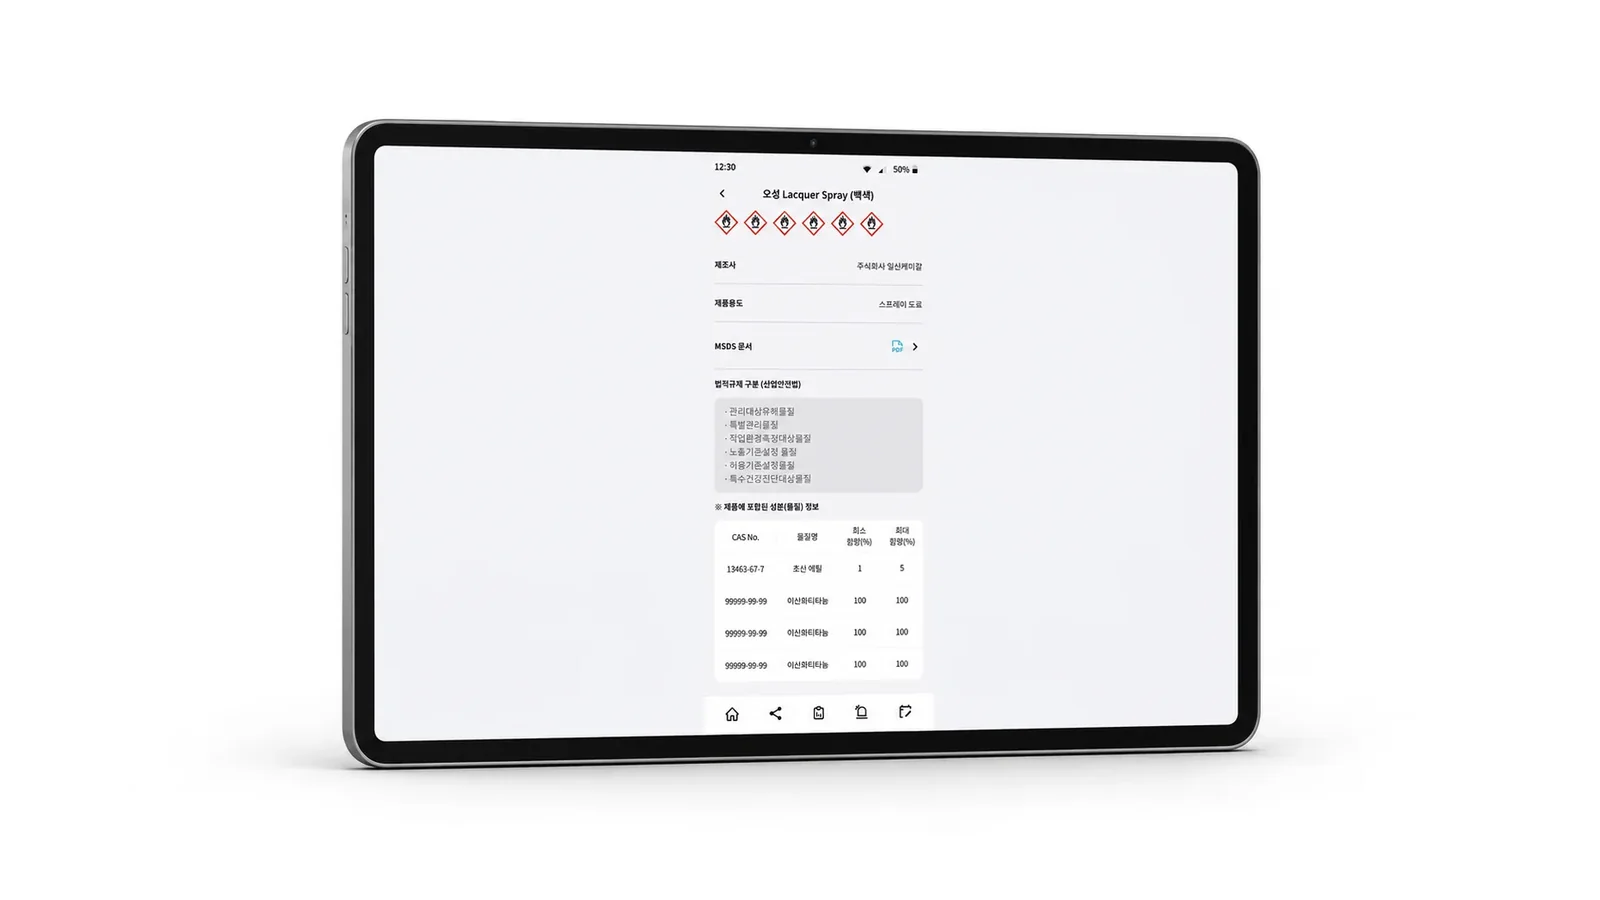 12:30
50%
오성 Lacquer Spray (백색)
제조사
주식회사 일신케미칼
제품용도
스프레이 도료
MSDS 문서
PDF
법적규제 구분 (산업안전법)
· 관리대상유해물질
· 특별관리물질
· 작업환경측정대상물질
· 노출기준설정 물질
· 허용기준설정물질
· 특수건강진단대상물질
※ 제품에 포함된 성분(물질) 정보
CAS No. 물질명 최소 함량(%) 최대 함량(%)
13463-67-7 초산 에틸 1 5
99999-99-99 이산화티타늄 100 100
99999-99-99 이산화티타늄 100 100
99999-99-99 이산화티타늄 100 100